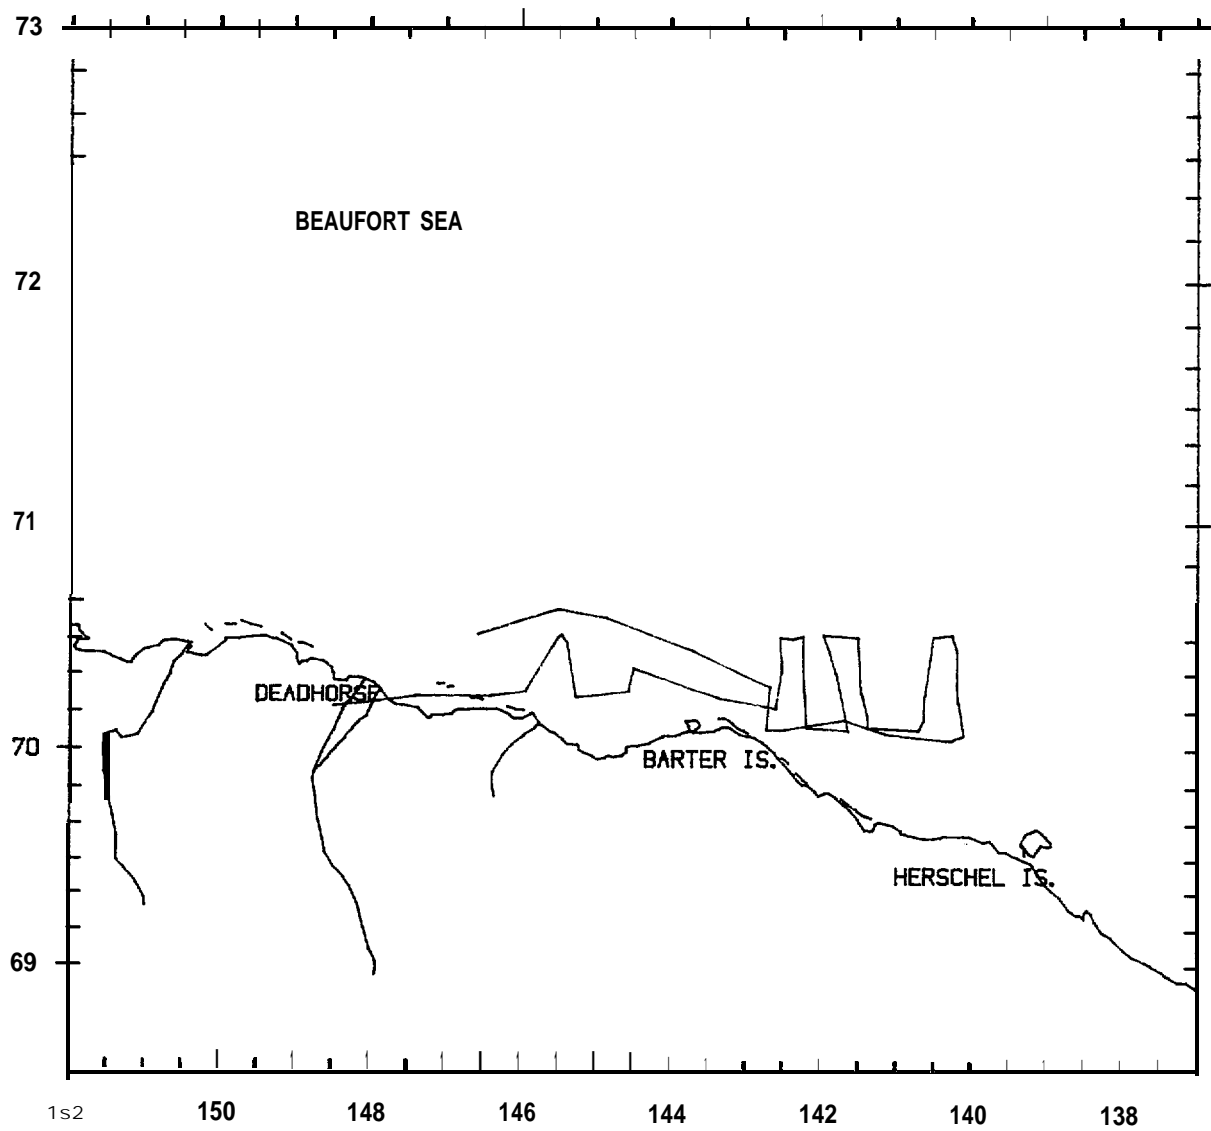 73
BEAUFORT SEA
72
71
DEADHORSE
70
BARTER IS.
HERSCHEL IS.
69
1s2 150 148 146 144 142 140 138